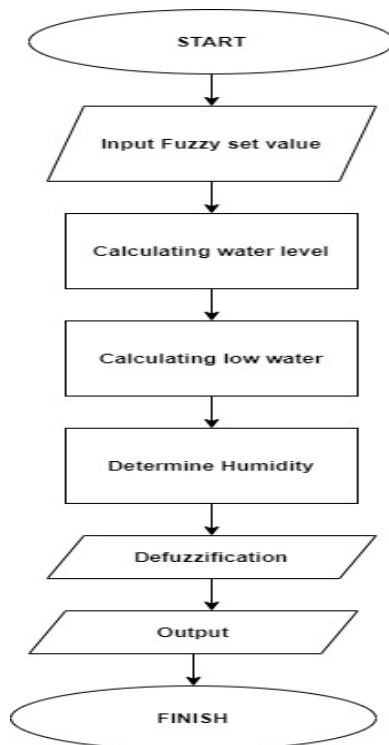 START
Input Fuzzy set value
Calculating water level
Calculating low water
Determine Humidity
Defuzzification
Output
FINISH